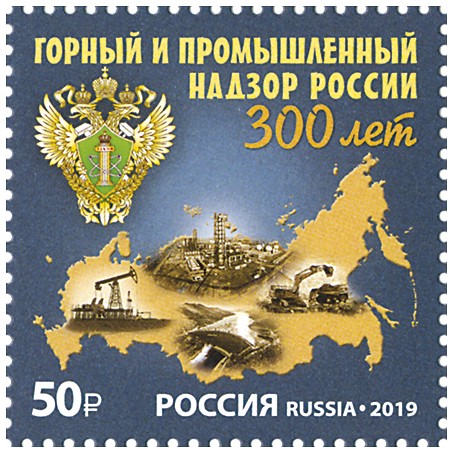 ГОРНЫЙ И ПРОМЫШЛЕННЫЙ
НАДЗОР РОССИИ
300 лет
50₽
РОССИЯ RUSSIA • 2019